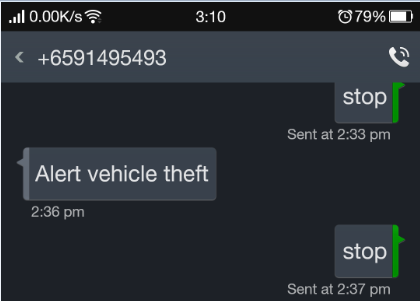 0.00K/s 3:10 79%
+6591495493
stop
Sent at 2:33 pm
Alert vehicle theft
2:36 pm
stop
Sent at 2:37 pm